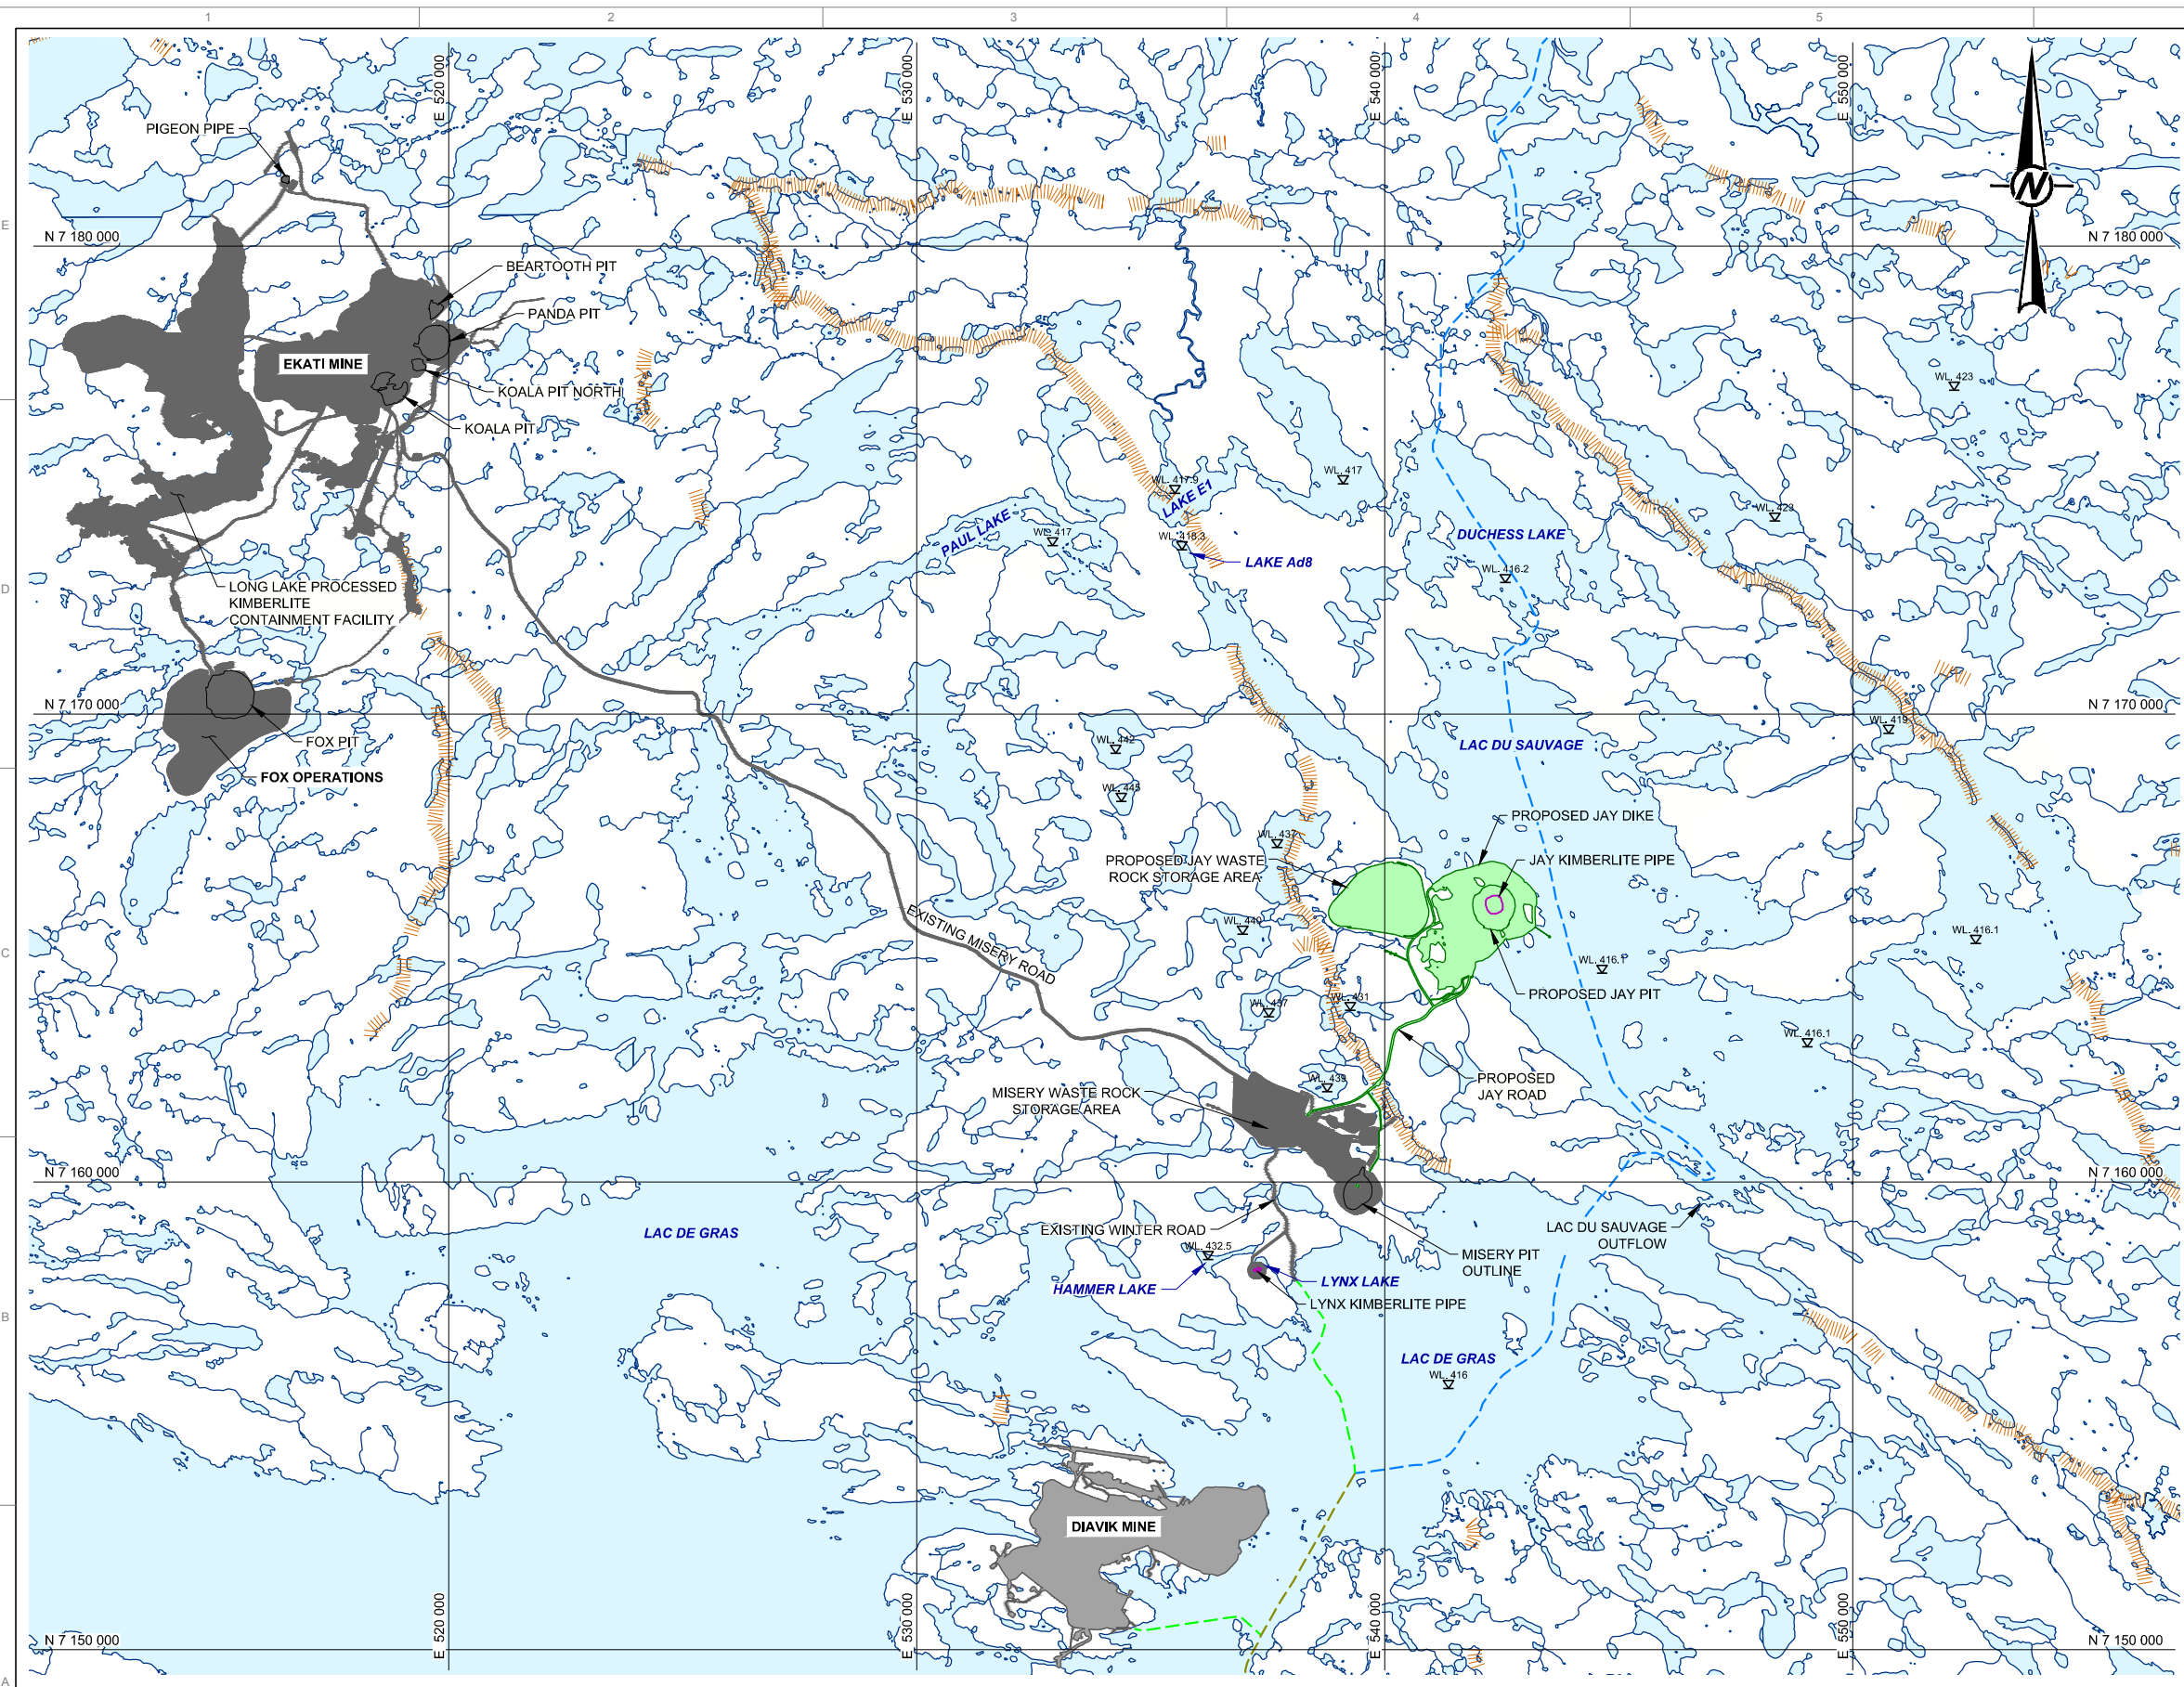 1 2 3 4 5
E 520 000
E 530 000
E 540 000
E 550 000
PIGEON PIPE
N
E
N 7 180 000
N 7 180 000
BEARTOOTH PIT
PANDA PIT
EKATI MINE
KOALA PIT NORTH
KOALA PIT
WL. 423
WL. 417
WL. 417.9
LAKE E1
PAUL LAKE
WL. 417
WL. 418.3
LAKE Ad8
WL. 423
DUCHESS LAKE
WL. 416.2
D
LONG LAKE PROCESSED
KIMBERLITE
CONTAINMENT FACILITY
N 7 170 000
N 7 170 000
FOX PIT
FOX OPERATIONS
WL. 442
WL. 445
LAC DU SAUVAGE
WL. 419
PROPOSED JAY DIKE
WL. 437
PROPOSED JAY WASTE
ROCK STORAGE AREA
JAY KIMBERLITE PIPE
EXISTING MISERY ROAD
WL. 440
WL. 416.1
WL. 416.1
C
PROPOSED JAY PIT
WL. 437
WL. 431
WL. 416.1
WL. 439
PROPOSED
JAY ROAD
MISERY WASTE ROCK
STORAGE AREA
N 7 160 000
N 7 160 000
LAC DE GRAS
EXISTING WINTER ROAD
LAC DU SAUVAGE
OUTFLOW
WL. 432.5
MISERY PIT
OUTLINE
HAMMER LAKE
LYNX LAKE
LYNX KIMBERLITE PIPE
B
LAC DE GRAS
WL. 416
DIAVIK MINE
E 520 000
E 530 000
E 540 000
E 550 000
N 7 150 000
N 7 150 000
A